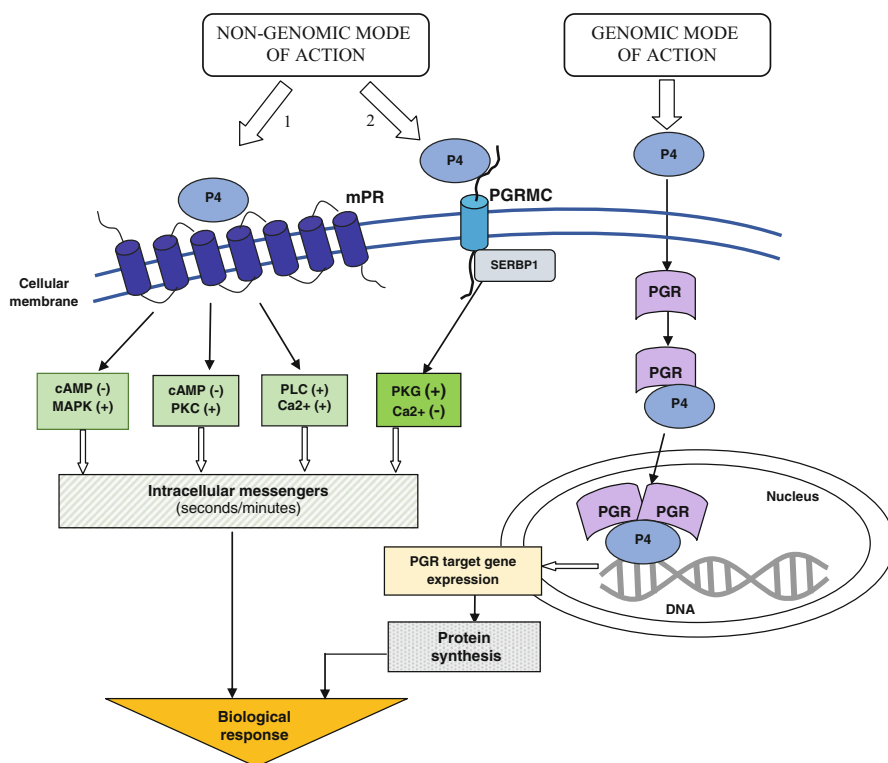 NON-GENOMIC MODE
OF ACTION
GENOMIC MODE
OF ACTION
1
2
P4
P4
P4
mPR
PGRMC
SERBP1
Cellular
membrane
PGR
PGR
P4
cAMP (-)
MAPK (+)
cAMP (-)
PKC (+)
PLC (+)
Ca2+ (+)
PKG (+)
Ca2+ (-)
Intracellular messengers
(seconds/minutes)
Nucleus
PGR
PGR
P4
DNA
PGR target gene
expression
Protein
synthesis
Biological
response